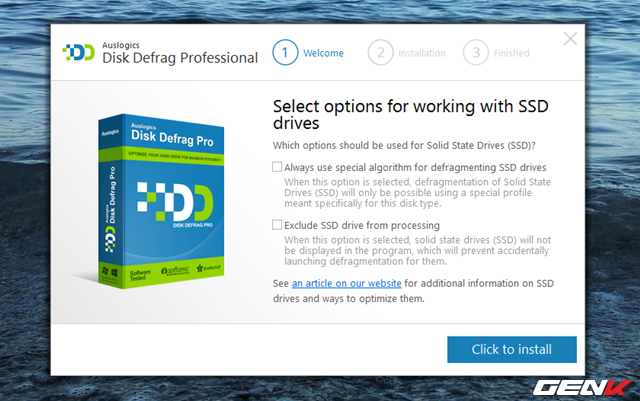 Auslogics
Disk Defrag Professional
1 Welcome
2 Installation
3 Finished
Select options for working with SSD
drives
Which options should be used for Solid State Drives (SSD)?
Always use special algorithm for defragmenting SSD drives
When this option is selected, defragmentation of Solid State
Drives (SSD) will only be possible using a special profile
meant specifically for this disk type.
Exclude SSD drive from processing
When this option is selected, solid state drives (SSD) will not
be displayed in the program, which will prevent accidentally
launching defragmentation for them.
See an article on our website for additional information on SSD
drives and ways to optimize them.
Click to install
Auslogics
Disk Defrag Pro
OPTIMIZE YOUR HARD DRIVE FOR MAXIMUM EFFICIENCY!
DISK DEFRAG PRO
Disk Defrag Pro
Software
Tested
softonic
GENK